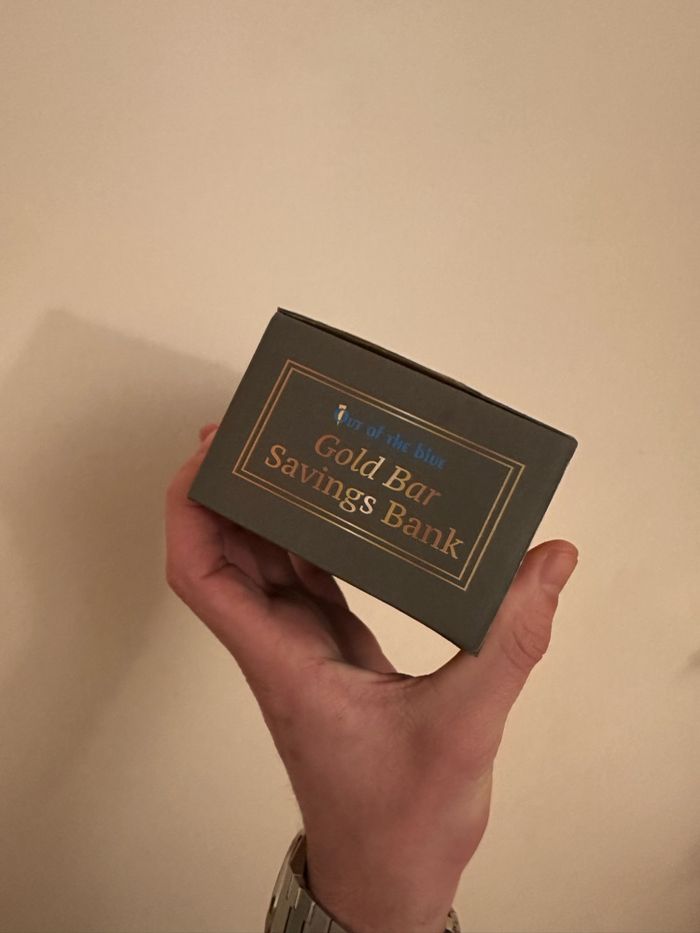 Out of the blue
Gold Bar
Savings Bank